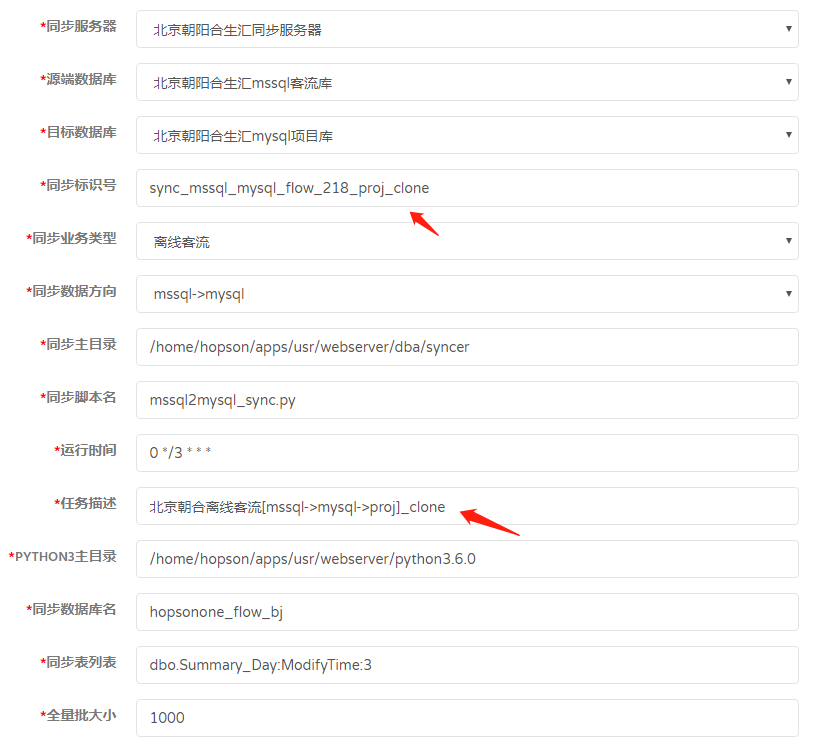 *同步服务器 北京朝阳合生汇同步服务器
*源端数据库 北京朝阳合生汇mssql客流库
*目标数据库 北京朝阳合生汇mysql项目库
*同步标识号 sync_mssql_mysql_flow_218_proj_clone
*同步业务类型 离线客流
*同步数据方向 mssql->mysql
*同步主目录 /home/hopson/apps/usr/webserver/dba/syncer
*同步脚本名 mssql2mysql_sync.py
*运行时间 0 */3 * * *
*任务描述 北京朝合离线客流[mssql->mysql->proj]_clone
*PYTHON3主目录 /home/hopson/apps/usr/webserver/python3.6.0
*同步数据库名 hopsonone_flow_bj
*同步表列表 dbo.Summary_Day:ModifyTime:3
*全量批大小 1000